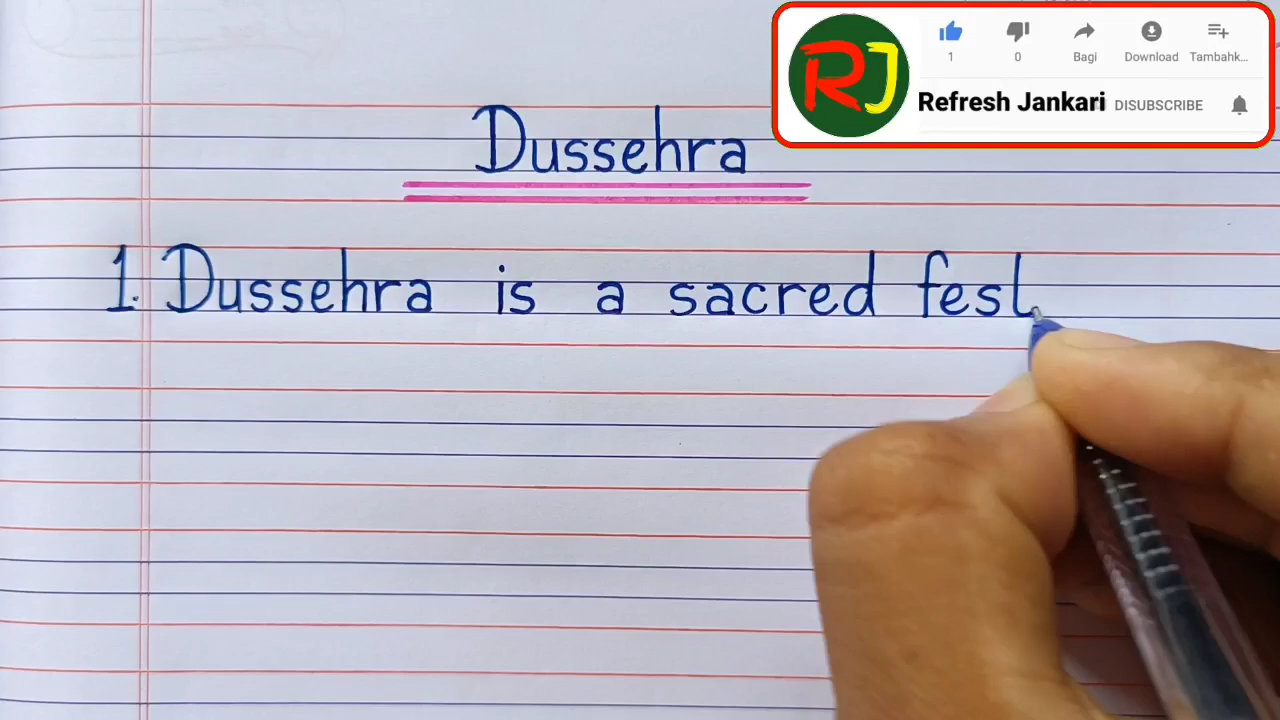 RJ
1 0 Bagi Download Tambahk...
Refresh Jankari DISUBSCRIBE
Dussehra
1. Dussehra is a sacred fest